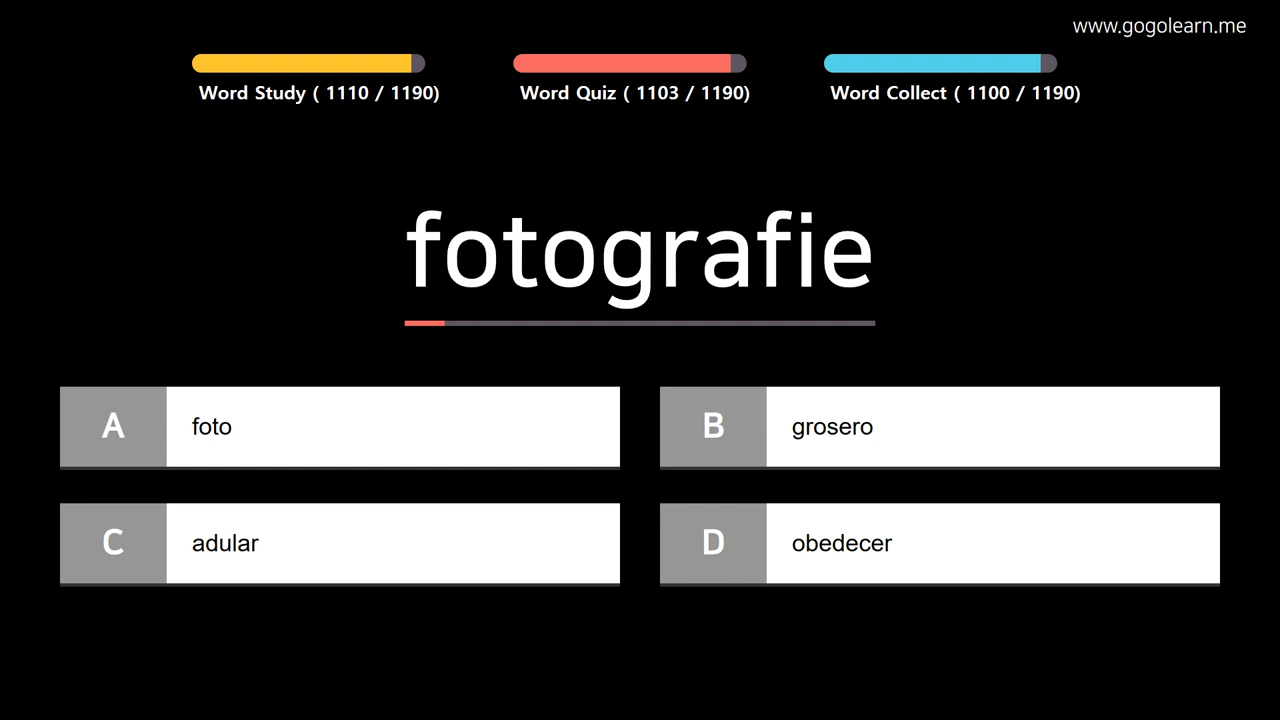 www.gogolearn.me
Word Study ( 1110 / 1190)
Word Quiz ( 1103 / 1190)
Word Collect ( 1100 / 1190)
fotografie
A foto
B grosero
C adular
D obedecer